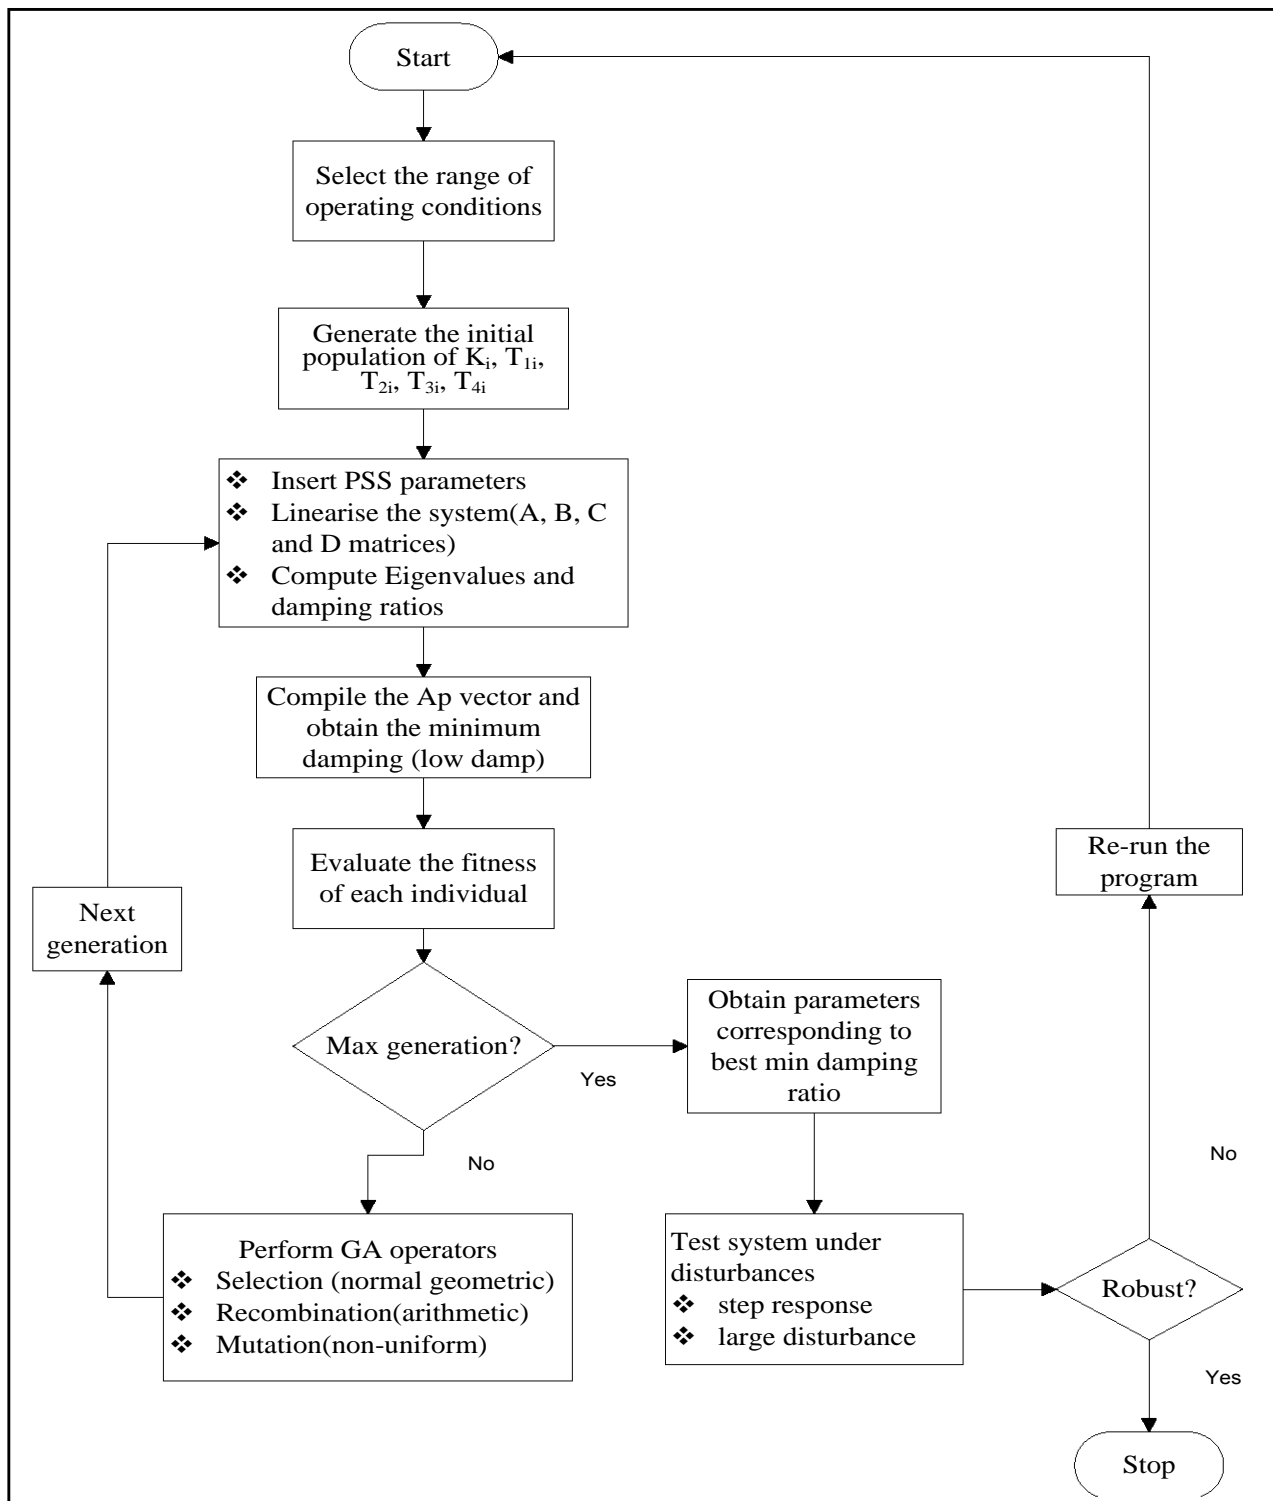 Start
Select the range of
operating conditions
Generate the initial
population of Kᵢ, T₁ᵢ,
T₂ᵢ, T₃ᵢ, T₄ᵢ
❖ Insert PSS parameters
❖ Linearise the system(A, B, C
and D matrices)
❖ Compute Eigenvalues and
damping ratios
Compile the Ap vector and
obtain the minimum
damping (low damp)
Evaluate the fitness
of each individual
Next
generation
Max generation?
Yes
No
Obtain parameters
corresponding to
best min damping
ratio
Perform GA operators
❖ Selection (normal geometric)
❖ Recombination(arithmetic)
❖ Mutation(non-uniform)
Test system under
disturbances
❖ step response
❖ large disturbance
Re-run the
program
No
Robust?
Yes
Stop